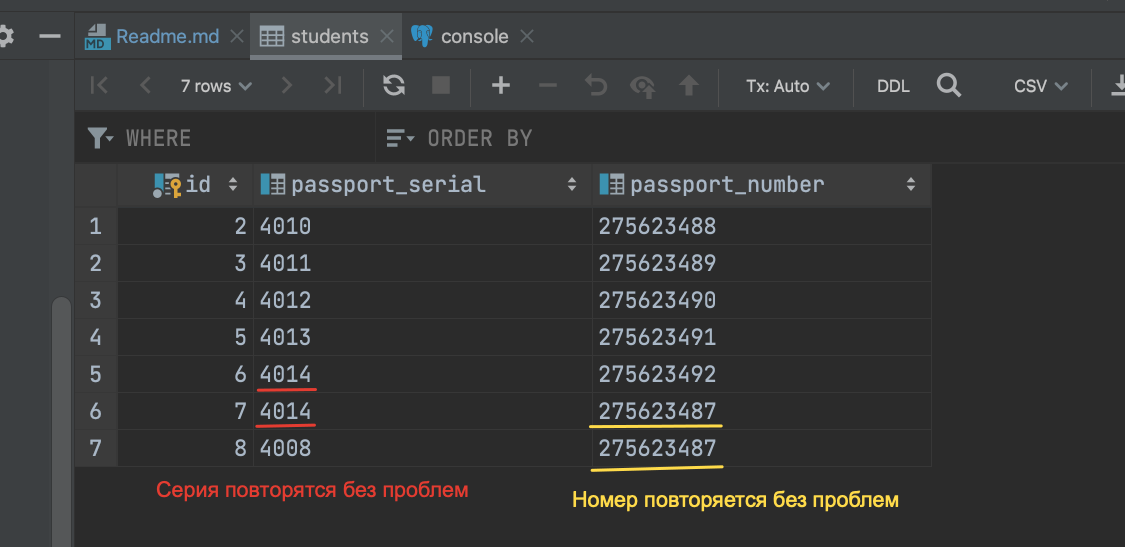 MD Readme.md × students × console ×
7 rows Tx: Auto DDL CSV
WHERE ORDER BY
id passport_serial passport_number
1 2 4010 275623488
2 3 4011 275623489
3 4 4012 275623490
4 5 4013 275623491
5 6 4014 275623492
6 7 4014 275623487
7 8 4008 275623487
Серия повторятся без проблем
Номер повторяется без проблем